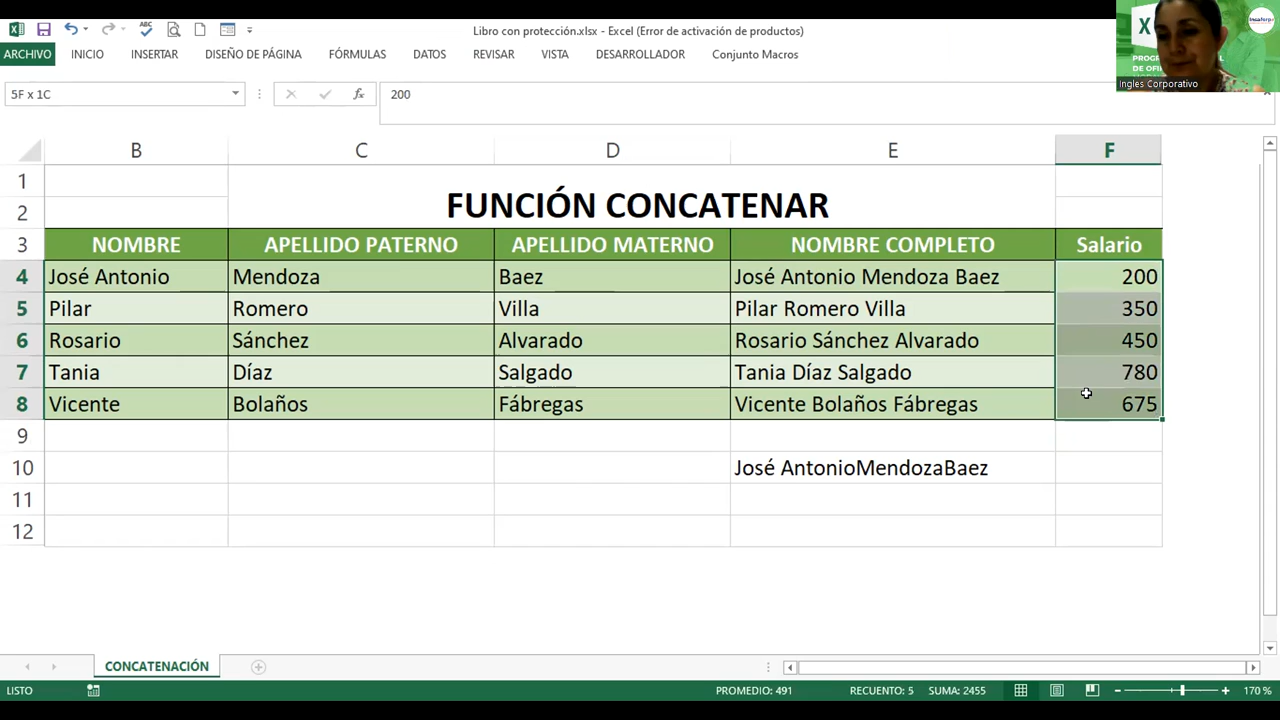 Libro con protección.xlsx - Excel (Error de activación de productos)
ARCHIVO INICIO INSERTAR DISEÑO DE PÁGINA FÓRMULAS DATOS REVISAR VISTA DESARROLLADOR Conjunto Macros
Ingles Corporativo
5F x 1C fx 200
B C D E F
1
2 FUNCIÓN CONCATENAR
3 NOMBRE APELLIDO PATERNO APELLIDO MATERNO NOMBRE COMPLETO Salario
4 José Antonio Mendoza Baez José Antonio Mendoza Baez 200
5 Pilar Romero Villa Pilar Romero Villa 350
6 Rosario Sánchez Alvarado Rosario Sánchez Alvarado 450
7 Tania Díaz Salgado Tania Díaz Salgado 780
8 Vicente Bolaños Fábregas Vicente Bolaños Fábregas 675
9
10 José AntonioMendozaBaez
11
12
CONCATENACIÓN
LISTO PROMEDIO: 491 RECUENTO: 5 SUMA: 2455 170 %